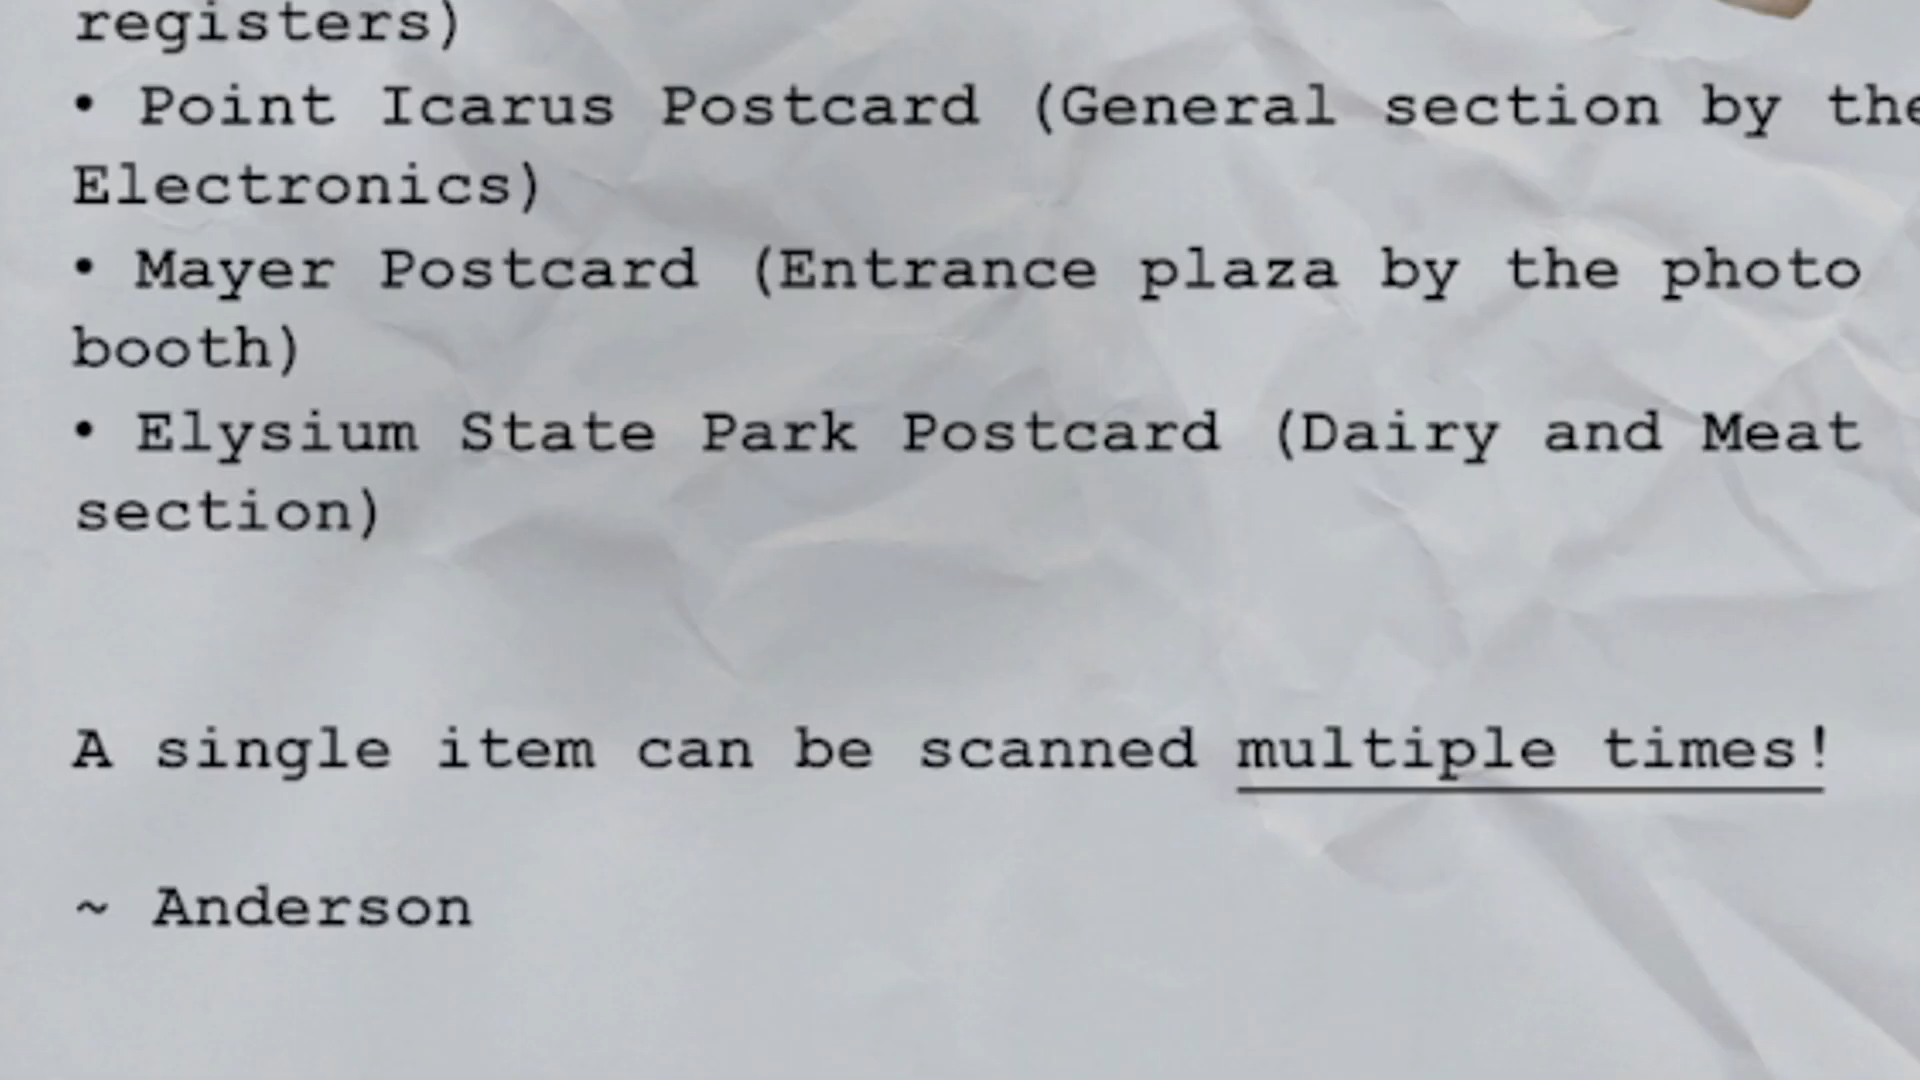 registers)
• Point Icarus Postcard (General section by the
Electronics)
• Mayer Postcard (Entrance plaza by the photo
booth)
• Elysium State Park Postcard (Dairy and Meat
section)
A single item can be scanned multiple times!
~ Anderson